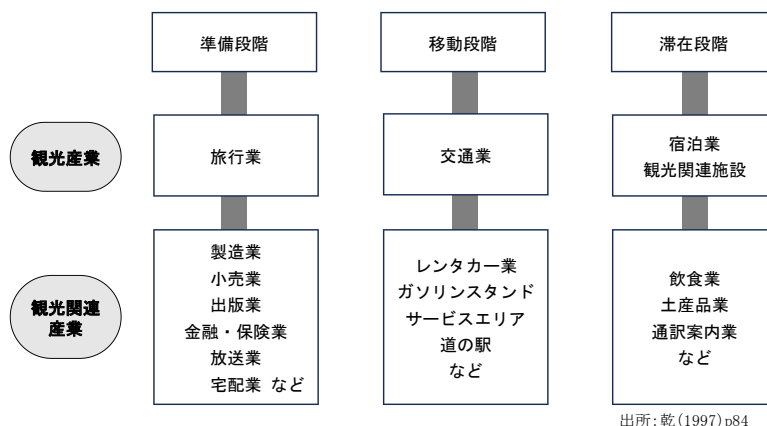 準備段階
移動段階
滞在段階
観光産業
旅行業
交通業
宿泊業
観光関連施設
観光関連
産業
製造業
小売業
出版業
金融・保険業
放送業
宅配業 など
レンタカー業
ガソリンスタンド
サービスエリア
道の駅
など
飲食業
土産品業
通訳案内業
など
出所:乾(1997)p84